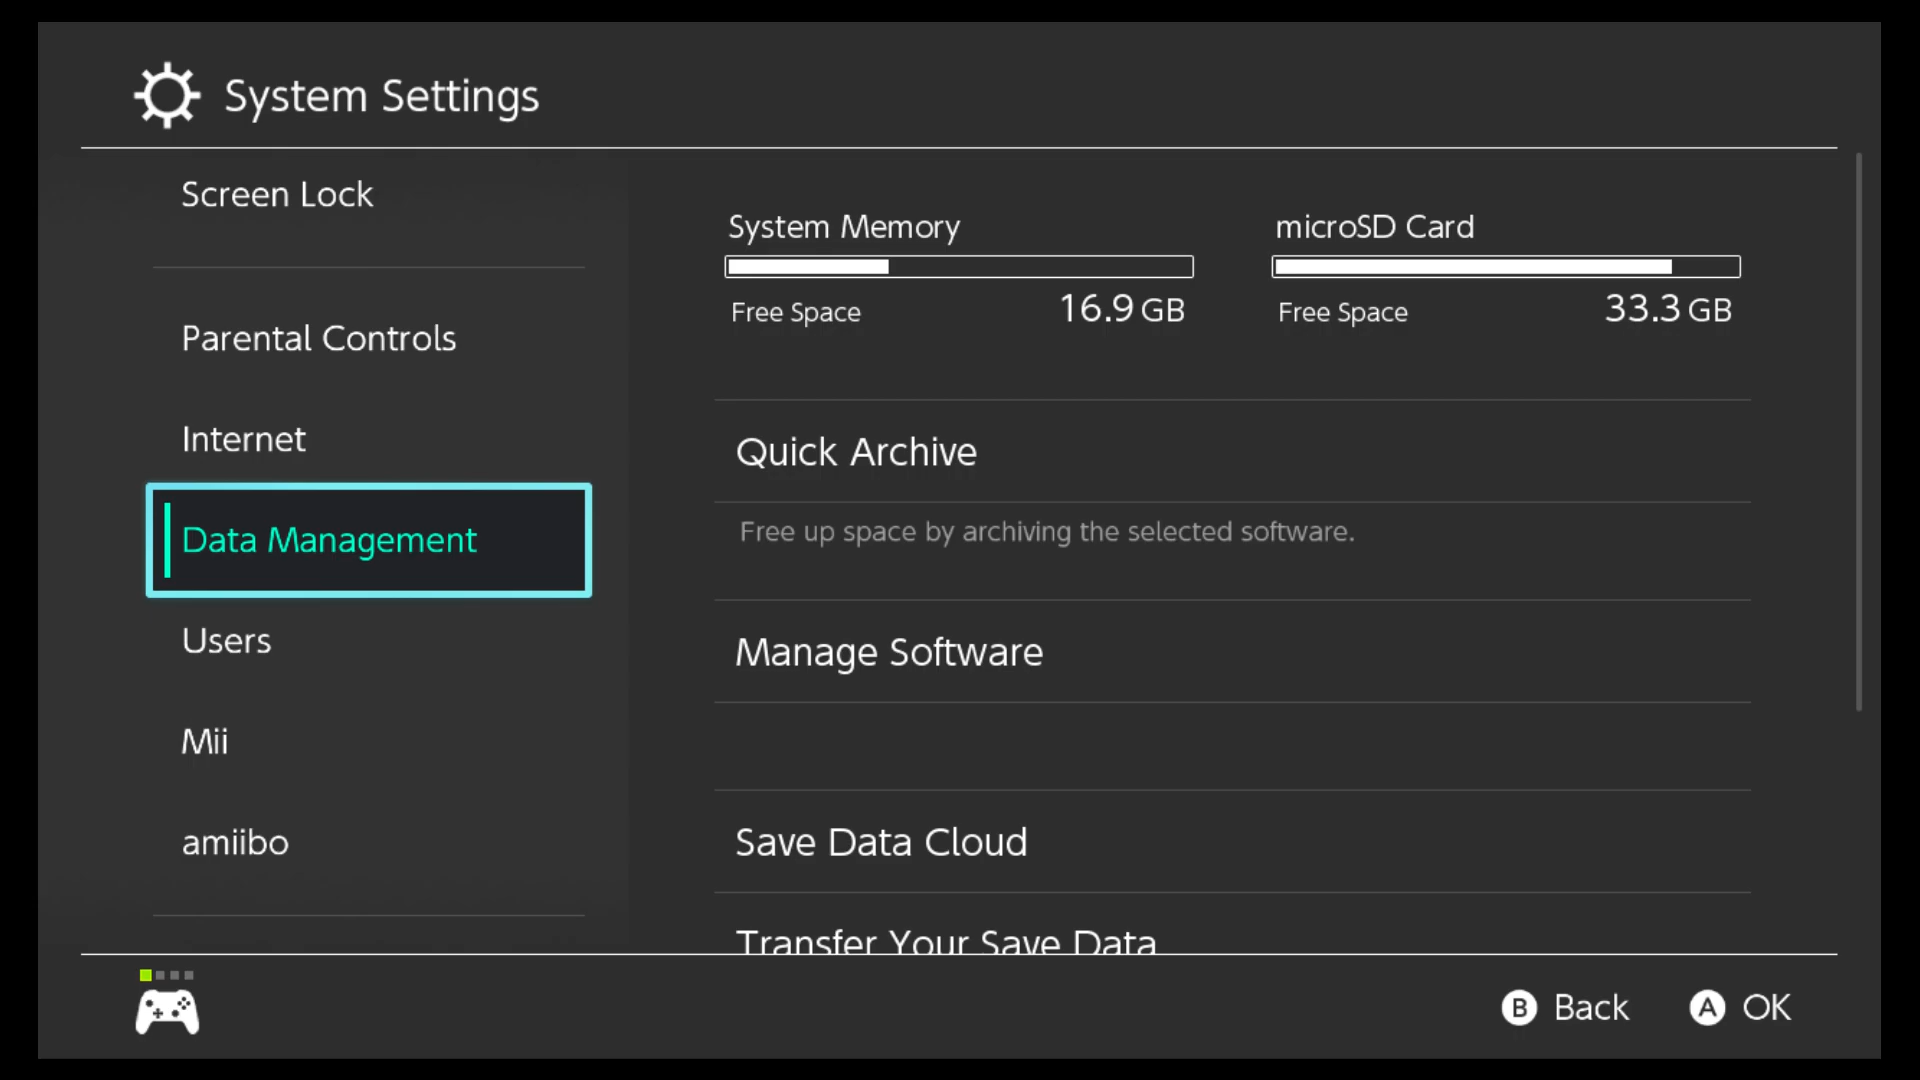 System Settings
Screen Lock
Parental Controls
Internet
Data Management
Users
Mii
amiibo
System Memory
Free Space 16.9 GB
microSD Card
Free Space 33.3 GB
Quick Archive
Free up space by archiving the selected software.
Manage Software
Save Data Cloud
Transfer Your Save Data
B Back
A OK